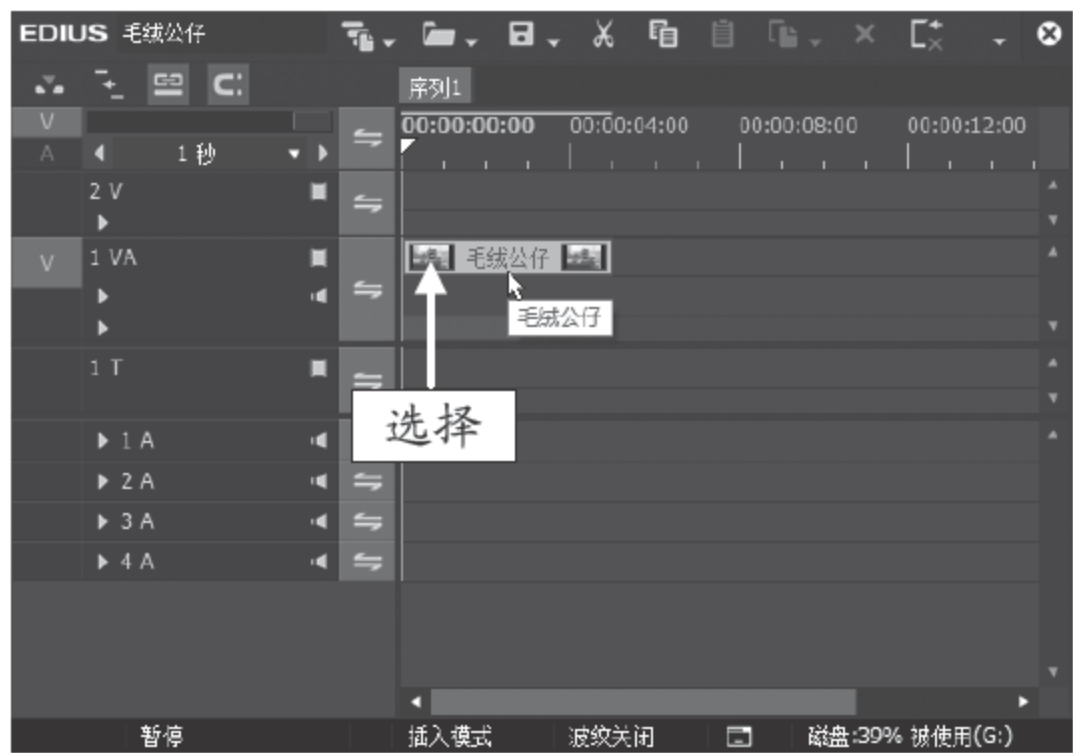 EDIUS 毛绒公仔
序列1
V
00:00:00:00 00:00:04:00 00:00:08:00 00:00:12:00
A 1 秒
2 V
V 1 VA 毛绒公仔
毛绒公仔
1 T
选择
1 A
2 A
3 A
4 A
暂停 插入模式 波纹关闭 磁盘:39% 被使用(G:)